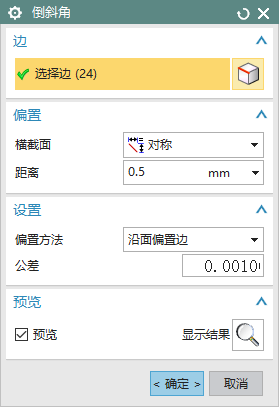 倒斜角
边
选择边 (24)
偏置
横截面 对称
距离 0.5 mm
设置
偏置方法 沿面偏置边
公差 0.0010
预览
预览 显示结果
< 确定 > 取消